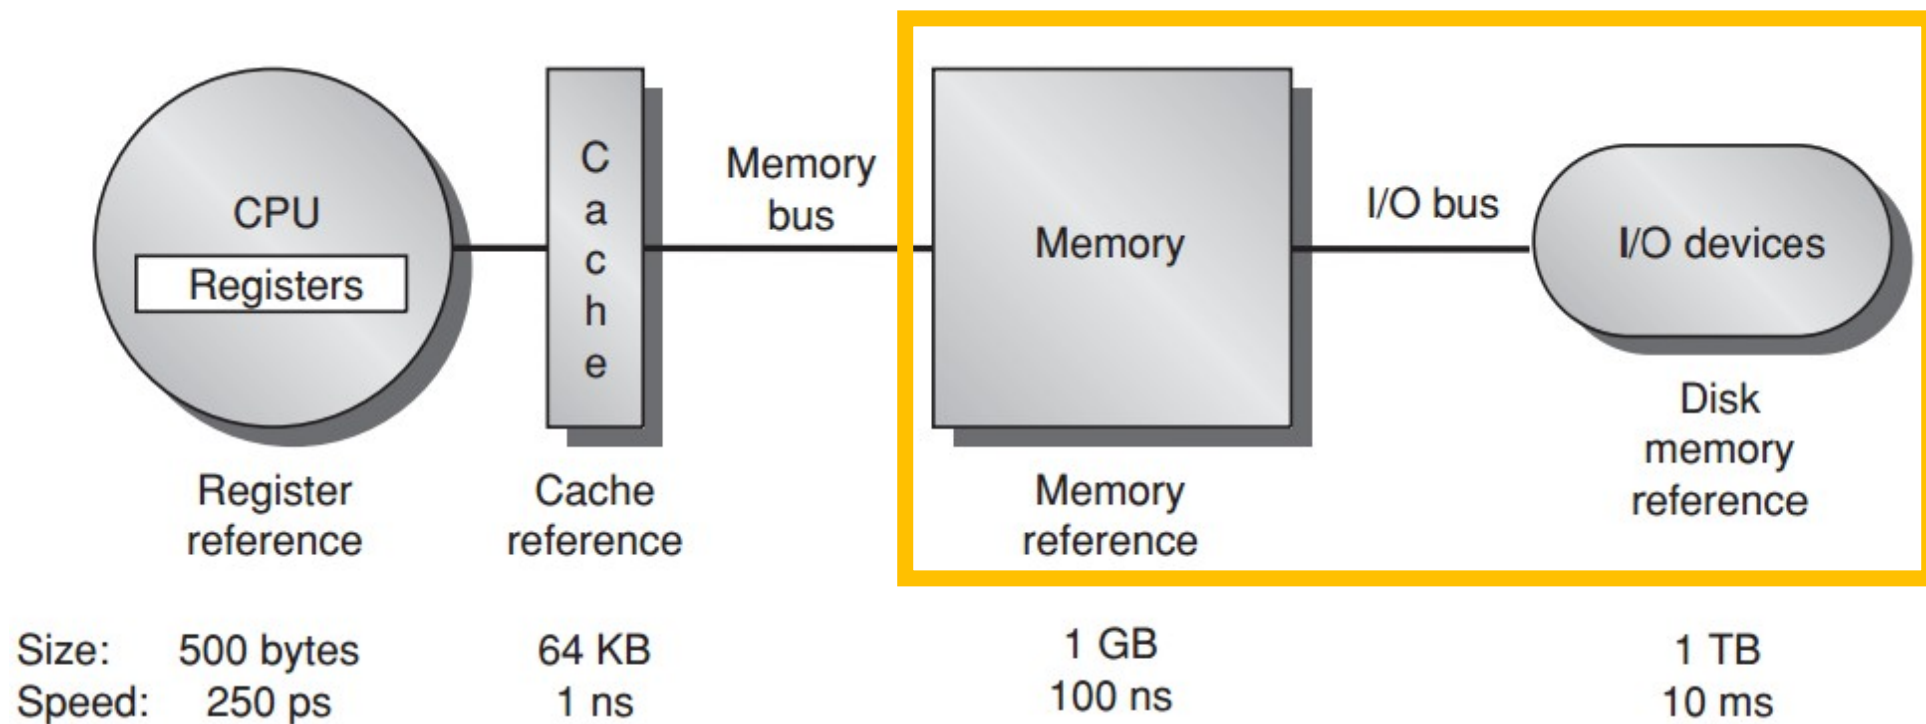 CPU
Registers
C
a
c
h
e
Memory
bus
Memory
I/O bus
I/O devices
Register
reference
Cache
reference
Memory
reference
Disk
memory
reference
Size: 500 bytes 64 KB 1 GB 1 TB
Speed: 250 ps 1 ns 100 ns 10 ms